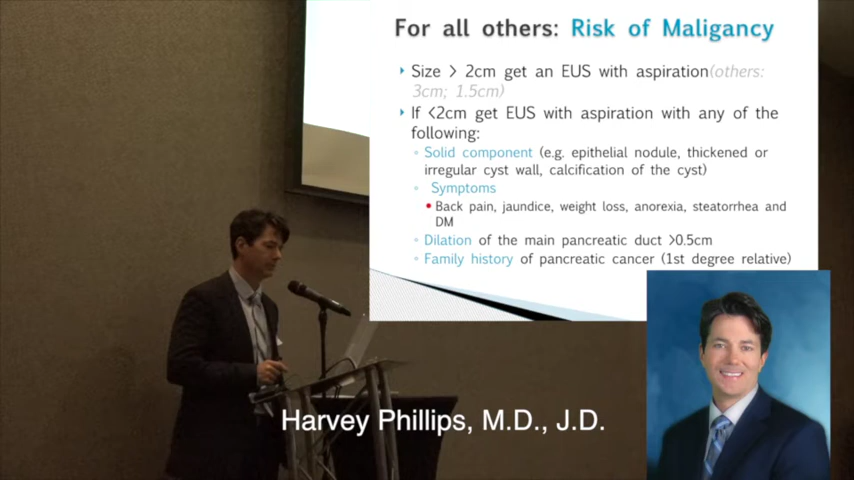 For all others: Risk of Maligancy
Size > 2cm get an EUS with aspiration(others:
3cm; 1.5cm)
If <2cm get EUS with aspiration with any of the
following:
Solid component (e.g. epithelial nodule, thickened or
irregular cyst wall, calcification of the cyst)
Symptoms
Back pain, jaundice, weight loss, anorexia, steatorrhea and
DM
Dilation of the main pancreatic duct >0.5cm
Family history of pancreatic cancer (1st degree relative)
Harvey Phillips, M.D., J.D.